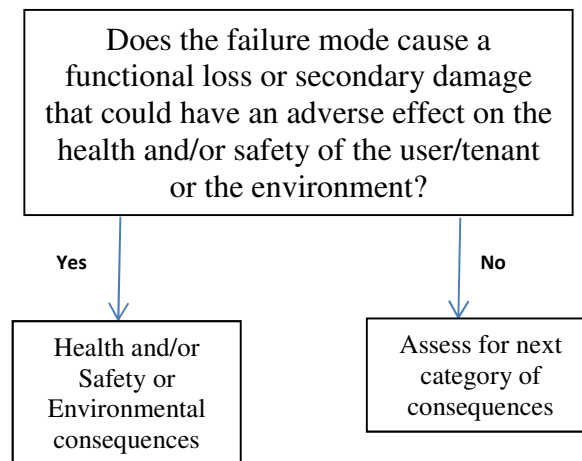 Does the failure mode cause a
functional loss or secondary damage
that could have an adverse effect on the
health and/or safety of the user/tenant
or the environment?
Yes
No
Health and/or
Safety or
Environmental
consequences
Assess for next
category of
consequences